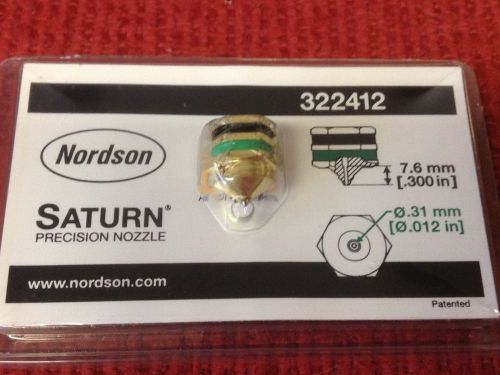 322412
Nordson
7.6 mm
[.300 in]
SATURN®
PRECISION NOZZLE
Ø.31 mm
[Ø.012 in]
www.nordson.com
Patented